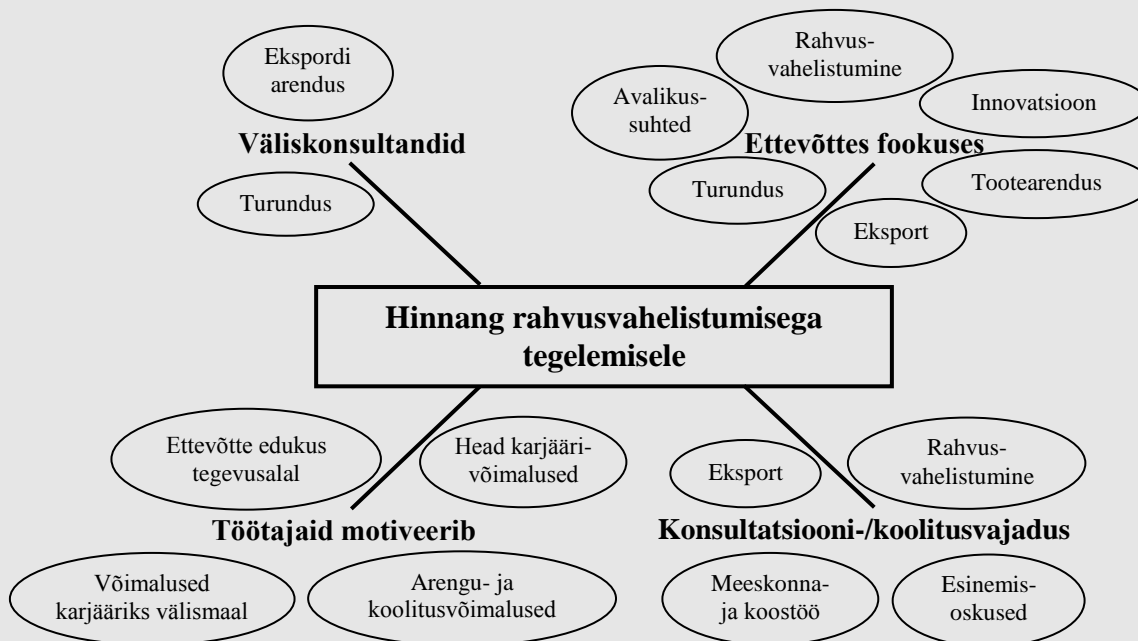 Ekspordi
arendus
Väliskonsultandid
Turundus
Rahvus-
vahelistumine
Avalikus-
suhted
Innovatsioon
Ettevõttes fookuses
Turundus
Tootearendus
Eksport
Hinnang rahvusvahelistumisega
tegelemisele
Ettevõtte edukus
tegevusalal
Head karjääri-
võimalused
Töötajaid motiveerib
Võimalused
karjääriks välismaal
Arengu- ja
koolitusvõimalused
Eksport
Rahvus-
vahelistumine
Konsultatsiooni-/koolitusvajadus
Meeskonna-
ja koostöö
Esinemis-
oskused